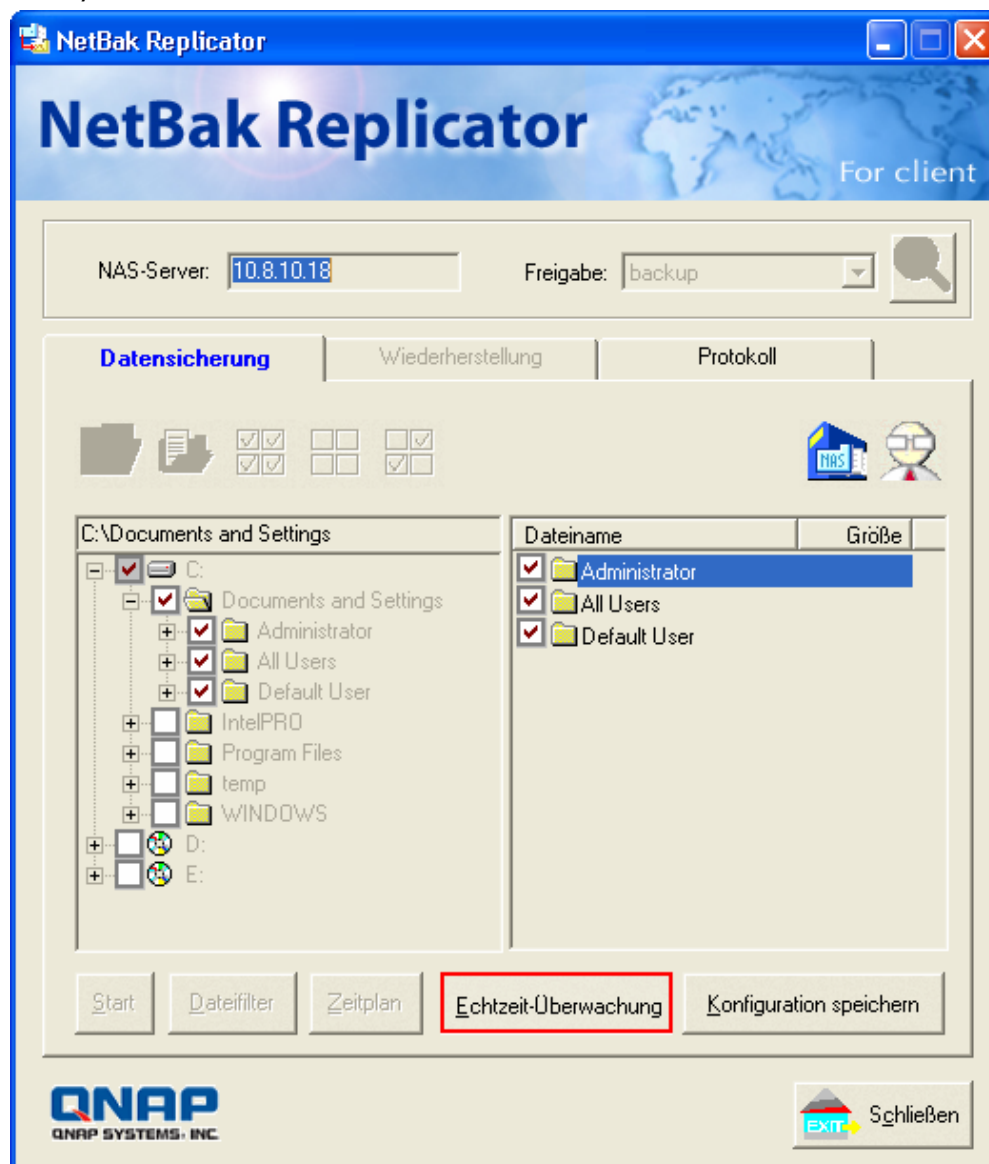 NetBak Replicator
NetBak Replicator
For client
NAS-Server: 10.8.10.18 Freigabe: backup
Datensicherung Wiederherstellung Protokoll
NAS
C:\Documents and Settings
C:
Documents and Settings
Administrator
All Users
Default User
IntelPRO
Program Files
temp
WINDOWS
D:
E:
Dateiname Größe
Administrator
All Users
Default User
Start Dateifilter Zeitplan Echtzeit-Überwachung Konfiguration speichern
QNAP
QNAP SYSTEMS, INC
EXIT Schließen